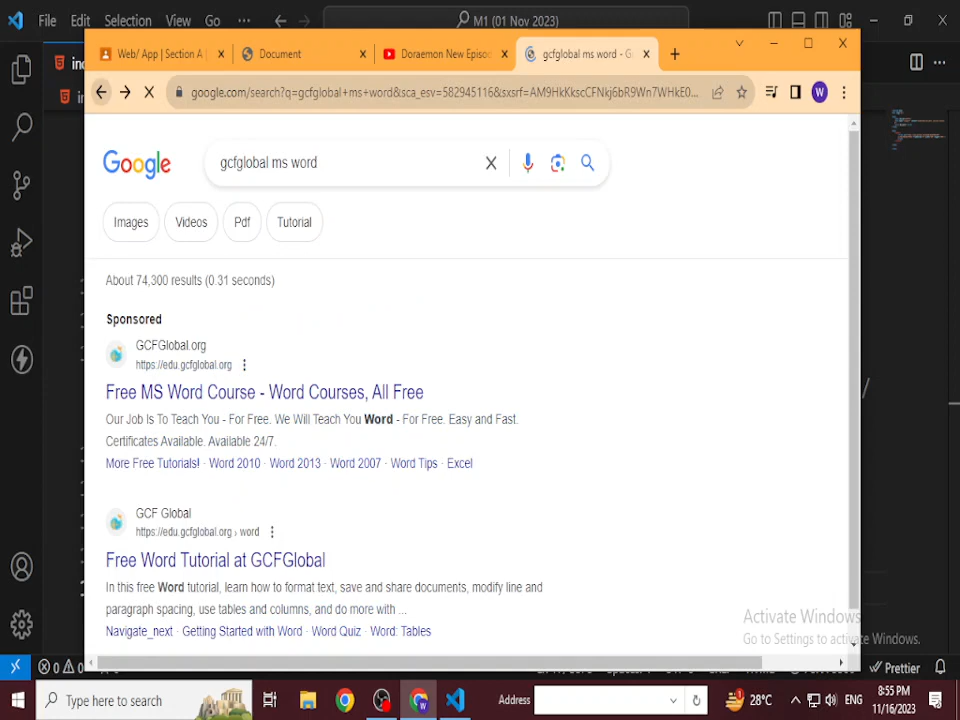 File Edit Selection View Go ··· M1 (01 Nov 2023)
Web/ App | Section A Document Doraemon New Episo gcfglobal ms word - G
google.com/search?q=gcfglobal+ms+word&sca_esv=582945116&sxsrf=AM9HkKkscCFNkj6bR9Wn7WHkE0... W
Google gcfglobal ms word
Images Videos Pdf Tutorial
About 74,300 results (0.31 seconds)
Sponsored
GCFGlobal.org
https://edu.gcfglobal.org
Free MS Word Course - Word Courses, All Free
Our Job Is To Teach You - For Free. We Will Teach You Word - For Free. Easy and Fast.
Certificates Available. Available 24/7.
More Free Tutorials! · Word 2010 · Word 2013 · Word 2007 · Word Tips · Excel
GCF Global
https://edu.gcfglobal.org › word
Free Word Tutorial at GCFGlobal
In this free Word tutorial, learn how to format text, save and share documents, modify line and
paragraph spacing, use tables and columns, and do more with ...
Navigate_next · Getting Started with Word · Word Quiz · Word: Tables
Activate Windows
Go to Settings to activate Windows.
0 0 Prettier
Type here to search Address 28°C ENG 8:55 PM
11/16/2023